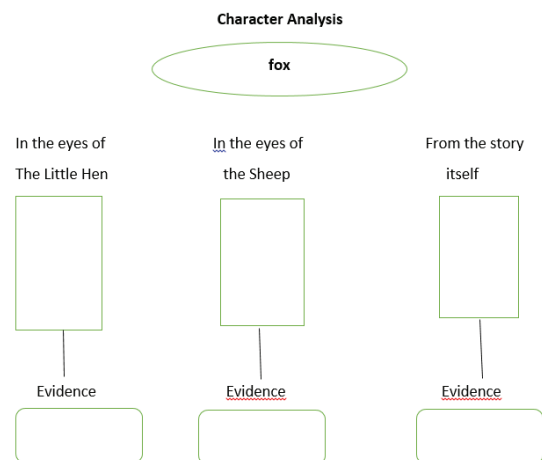 Character Analysis
fox
In the eyes of
The Little Hen
In the eyes of
the Sheep
From the story
itself
Evidence
Evidence
Evidence